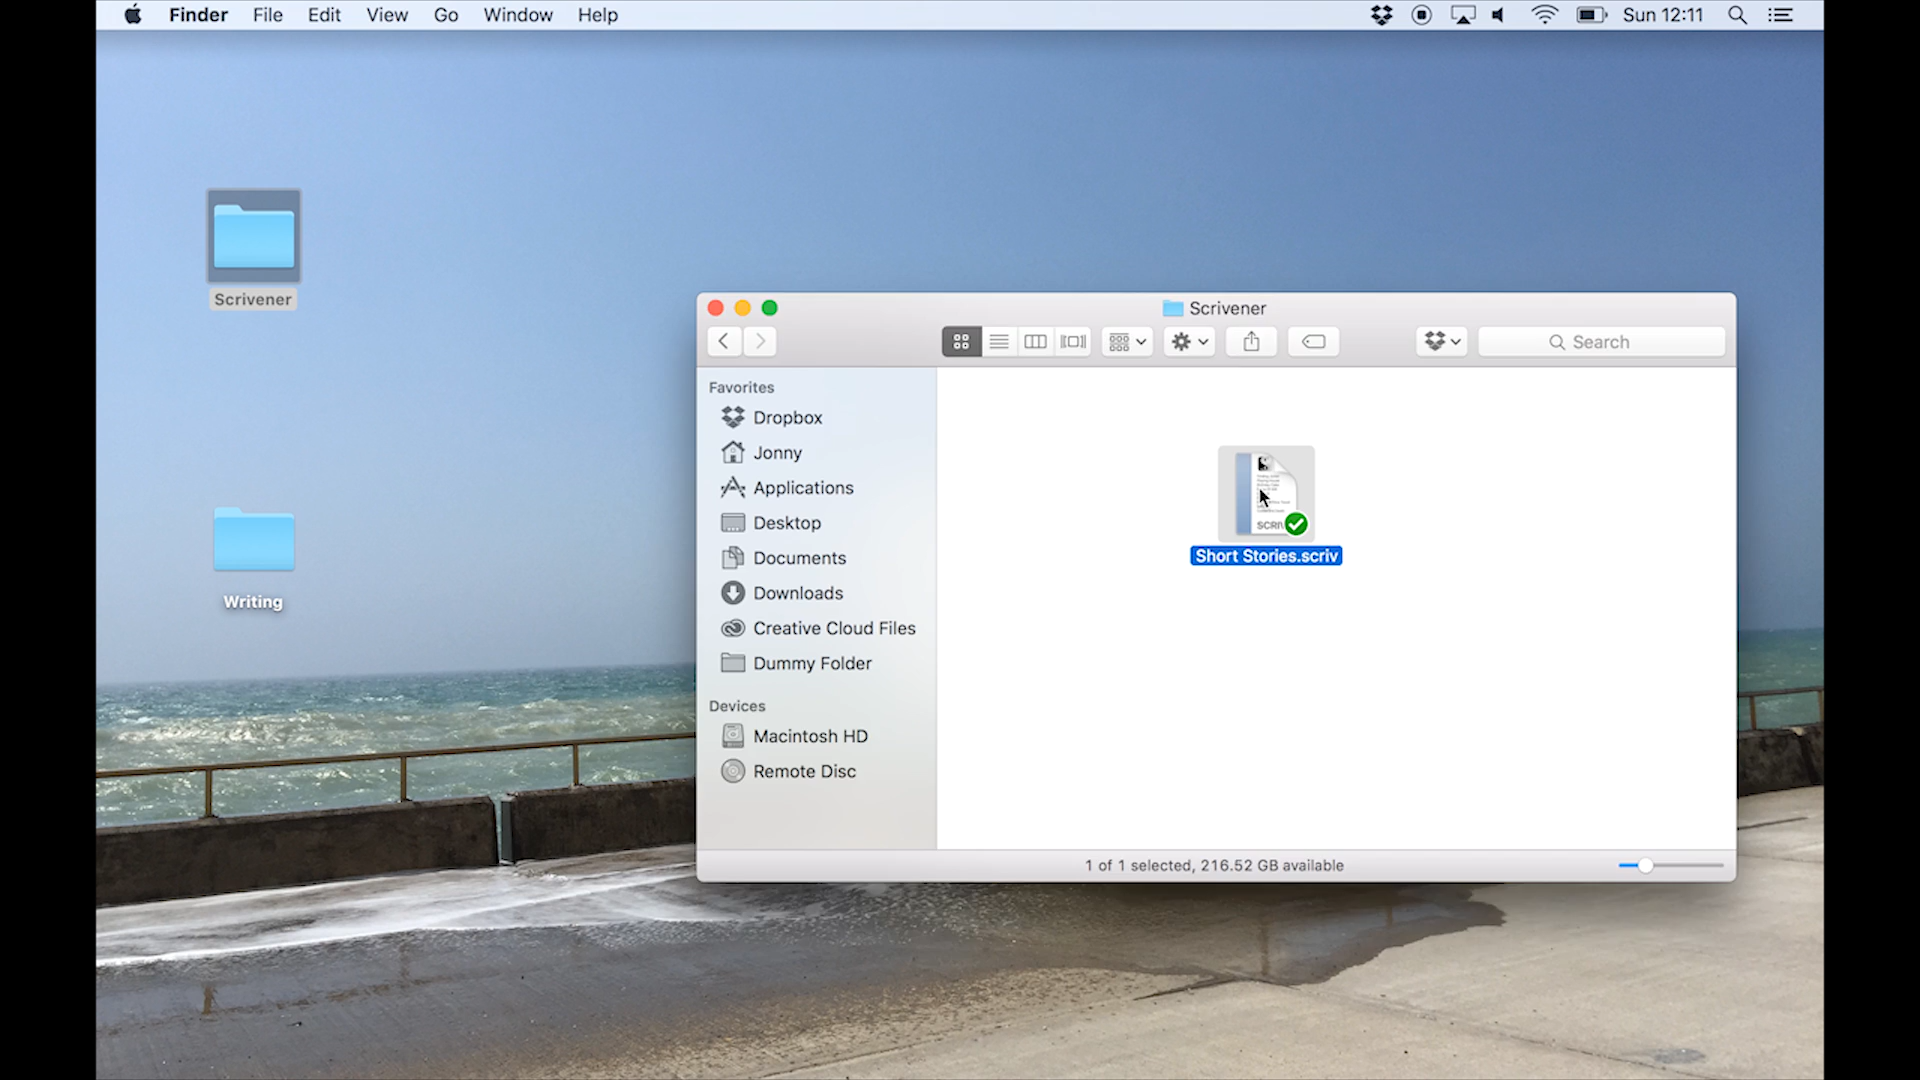 Finder File Edit View Go Window Help Sun 12:11
Scrivener
Writing
Scrivener
Search
Favorites
Dropbox
Jonny
Applications
Desktop
Documents
Downloads
Creative Cloud Files
Dummy Folder
Devices
Macintosh HD
Remote Disc
SCRIV
Short Stories.scriv
1 of 1 selected, 216.52 GB available